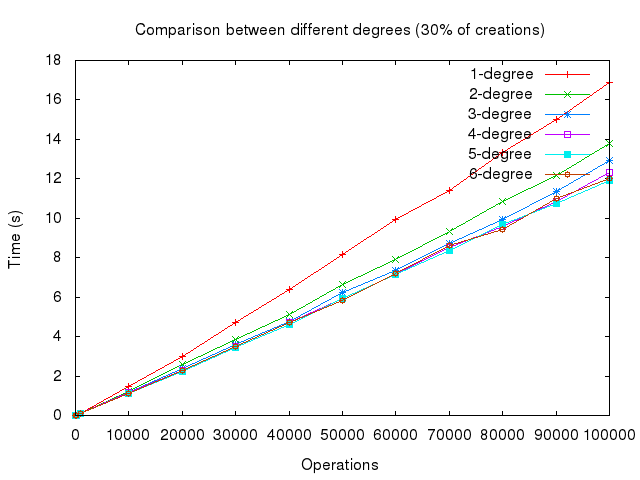 Comparison between different degrees (30% of creations)
18
16
14
12
10
8
6
4
2
0
Time (s)
1-degree
2-degree
3-degree
4-degree
5-degree
6-degree
0 10000 20000 30000 40000 50000 60000 70000 80000 90000 100000
Operations